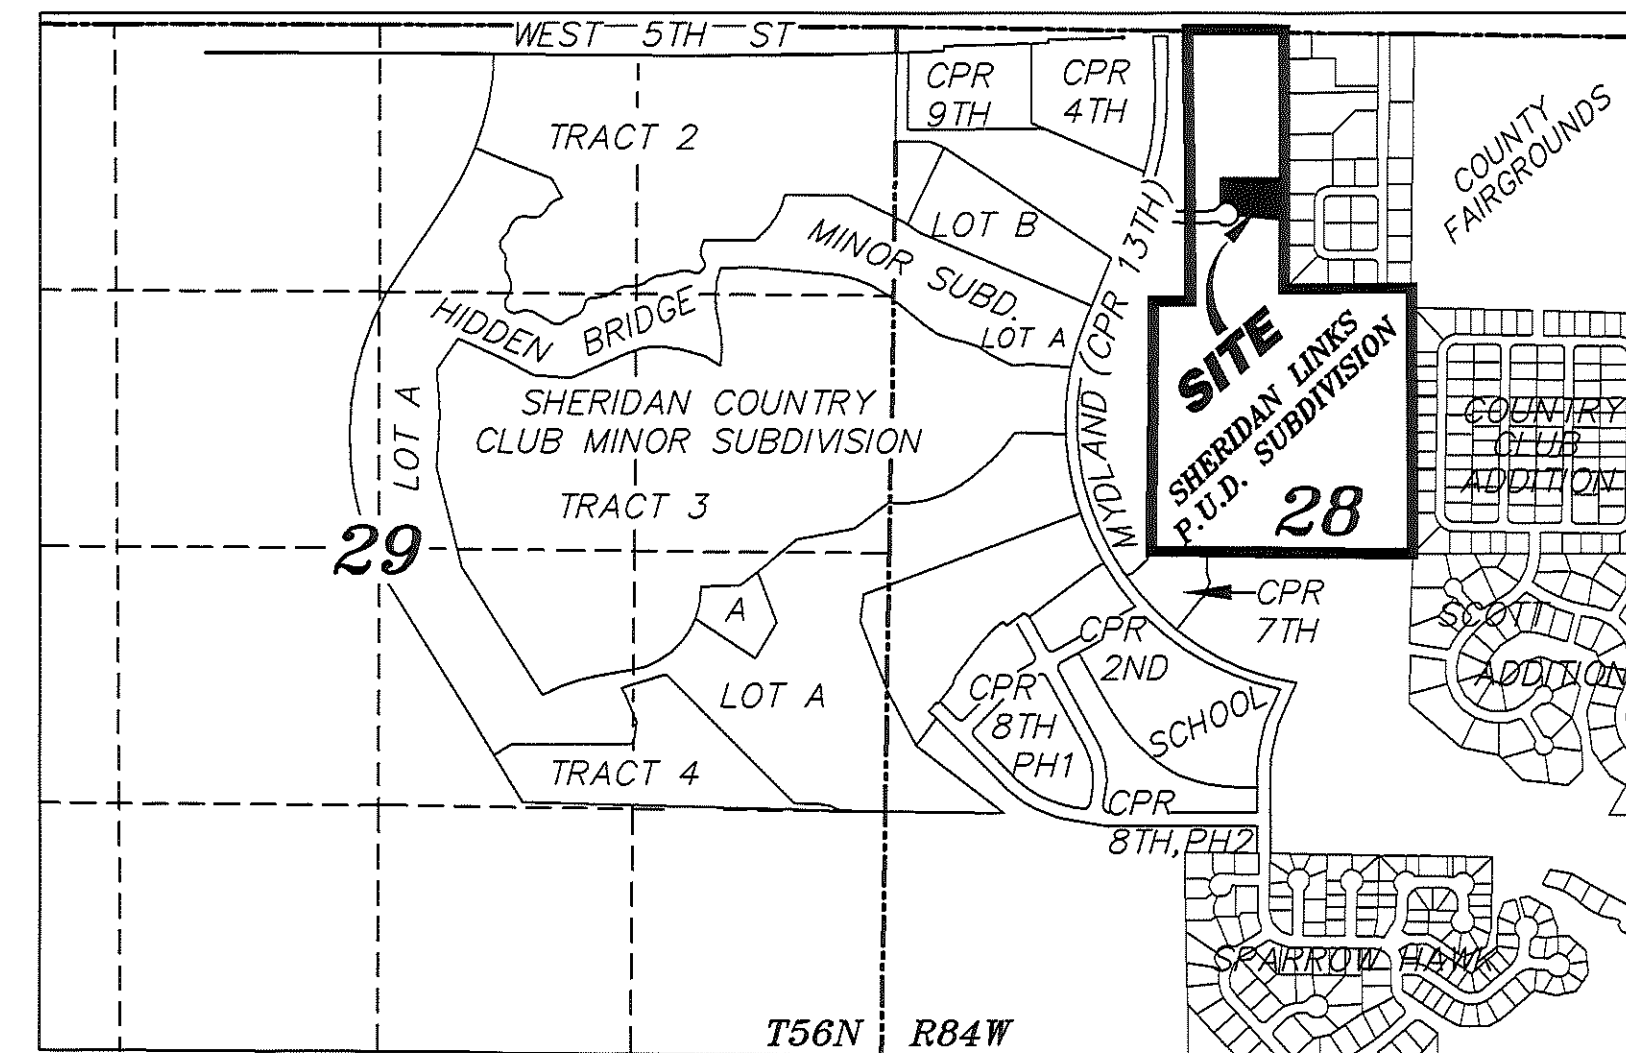 WEST 5TH ST
CPR
9TH
CPR
4TH
TRACT 2
COUNTY
FAIRGROUNDS
LOT B
MINOR SUBD.
HIDDEN BRIDGE
LOT A
MYDLAND (CPR 13TH)
SITE
SHERIDAN LINKS
P.U.D. SUBDIVISION
28
LOT A
SHERIDAN COUNTRY
CLUB MINOR SUBDIVISION
COUNTRY
CLUB
ADDITION
TRACT 3
29
A
CPR
7TH
SCOTT
ADDITION
CPR
2ND
LOT A
CPR
8TH
PH1
SCHOOL
TRACT 4
CPR
8TH, PH2
SPARROW HAWK
T56N R84W